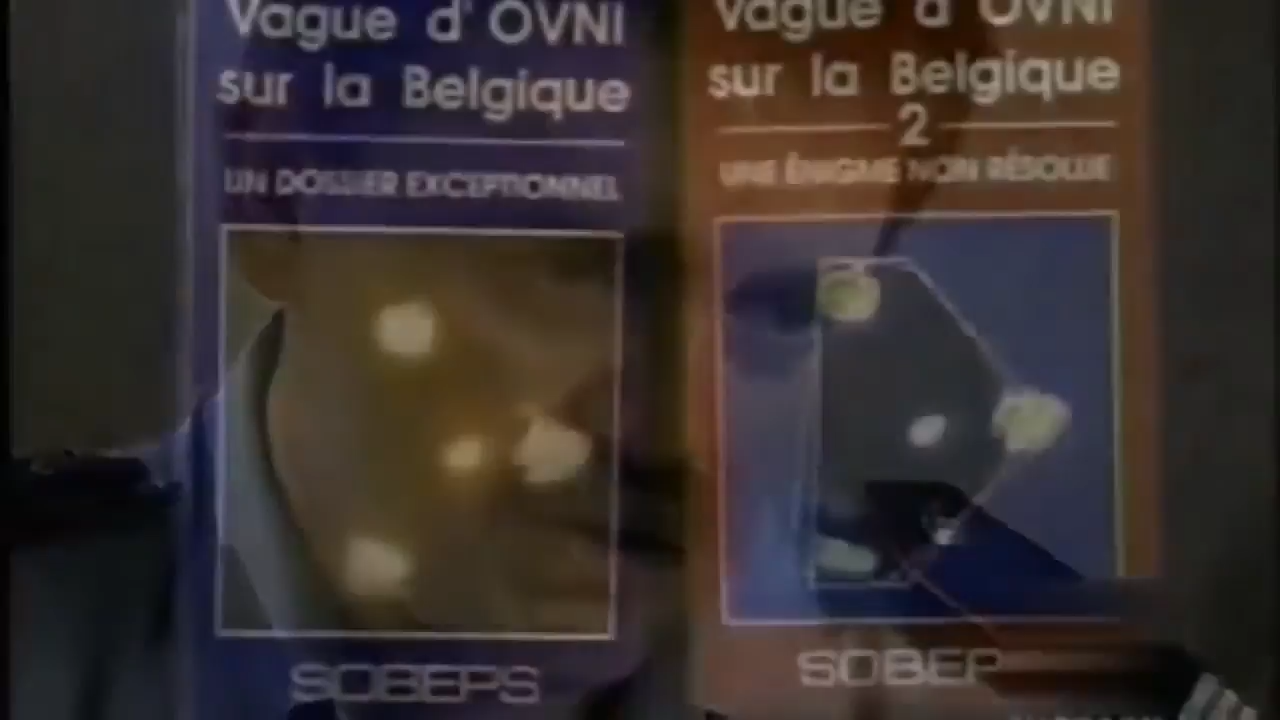 Vague d'OVNI
sur la Belgique
UN DOSSIER EXCEPTIONNEL
SOBEPS
Vague d'OVNI
sur la Belgique
2
UNE ÉNIGME NON RÉSOLUE
SOBEP